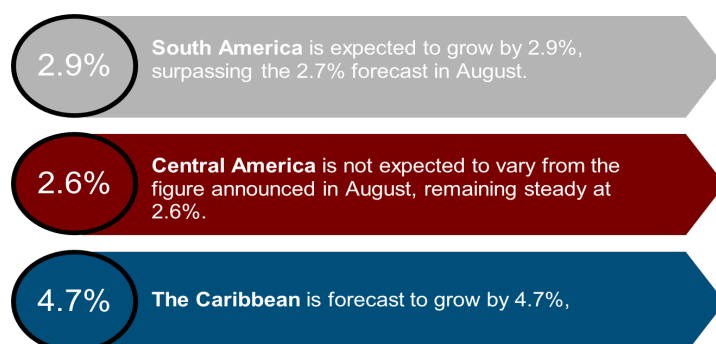 2.9%
South America is expected to grow by 2.9%,
surpassing the 2.7% forecast in August.
2.6%
Central America is not expected to vary from the
figure announced in August, remaining steady at
2.6%.
4.7%
The Caribbean is forecast to grow by 4.7%,